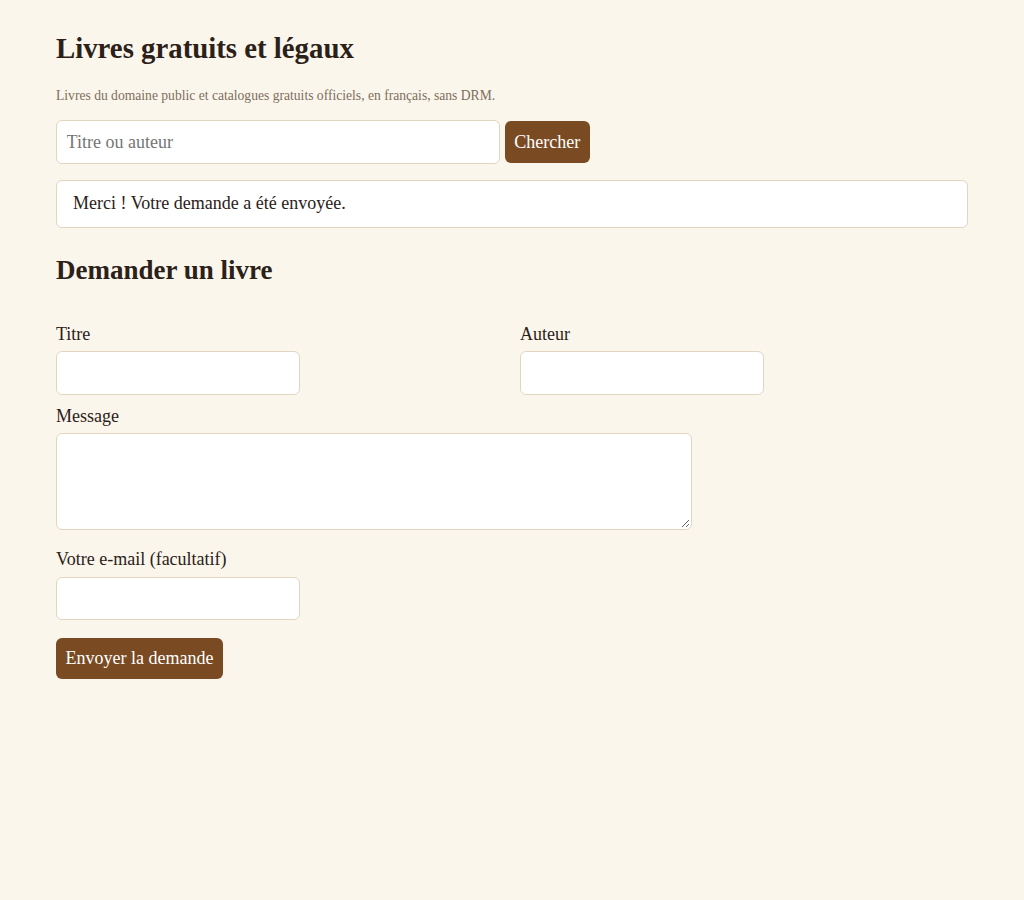 Livres gratuits et légaux
Livres du domaine public et catalogues gratuits officiels, en français, sans DRM.
Titre ou auteur
Chercher
Merci ! Votre demande a été envoyée.
Demander un livre
Titre
Auteur
Message
Votre e-mail (facultatif)
Envoyer la demande